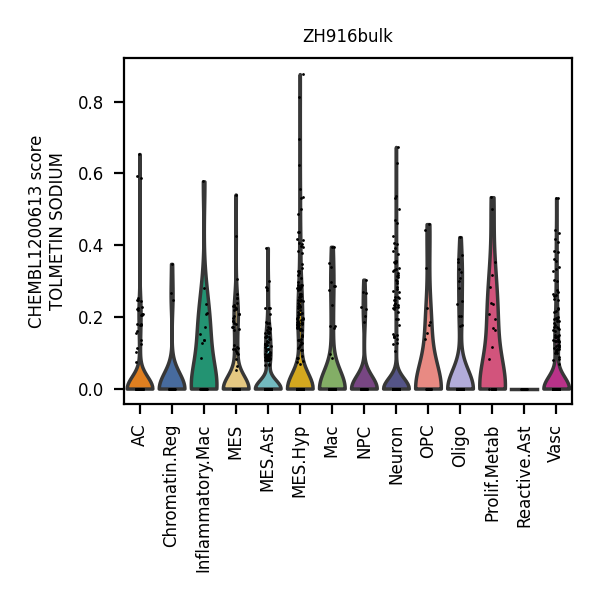 ZH916bulk
CHEMBL1200613 score
TOLMETIN SODIUM
0.8
0.6
0.4
0.2
0.0
AC
Chromatin.Reg
Inflammatory.Mac
MES
MES.Ast
MES.Hyp
Mac
NPC
Neuron
OPC
Oligo
Prolif.Metab
Reactive.Ast
Vasc